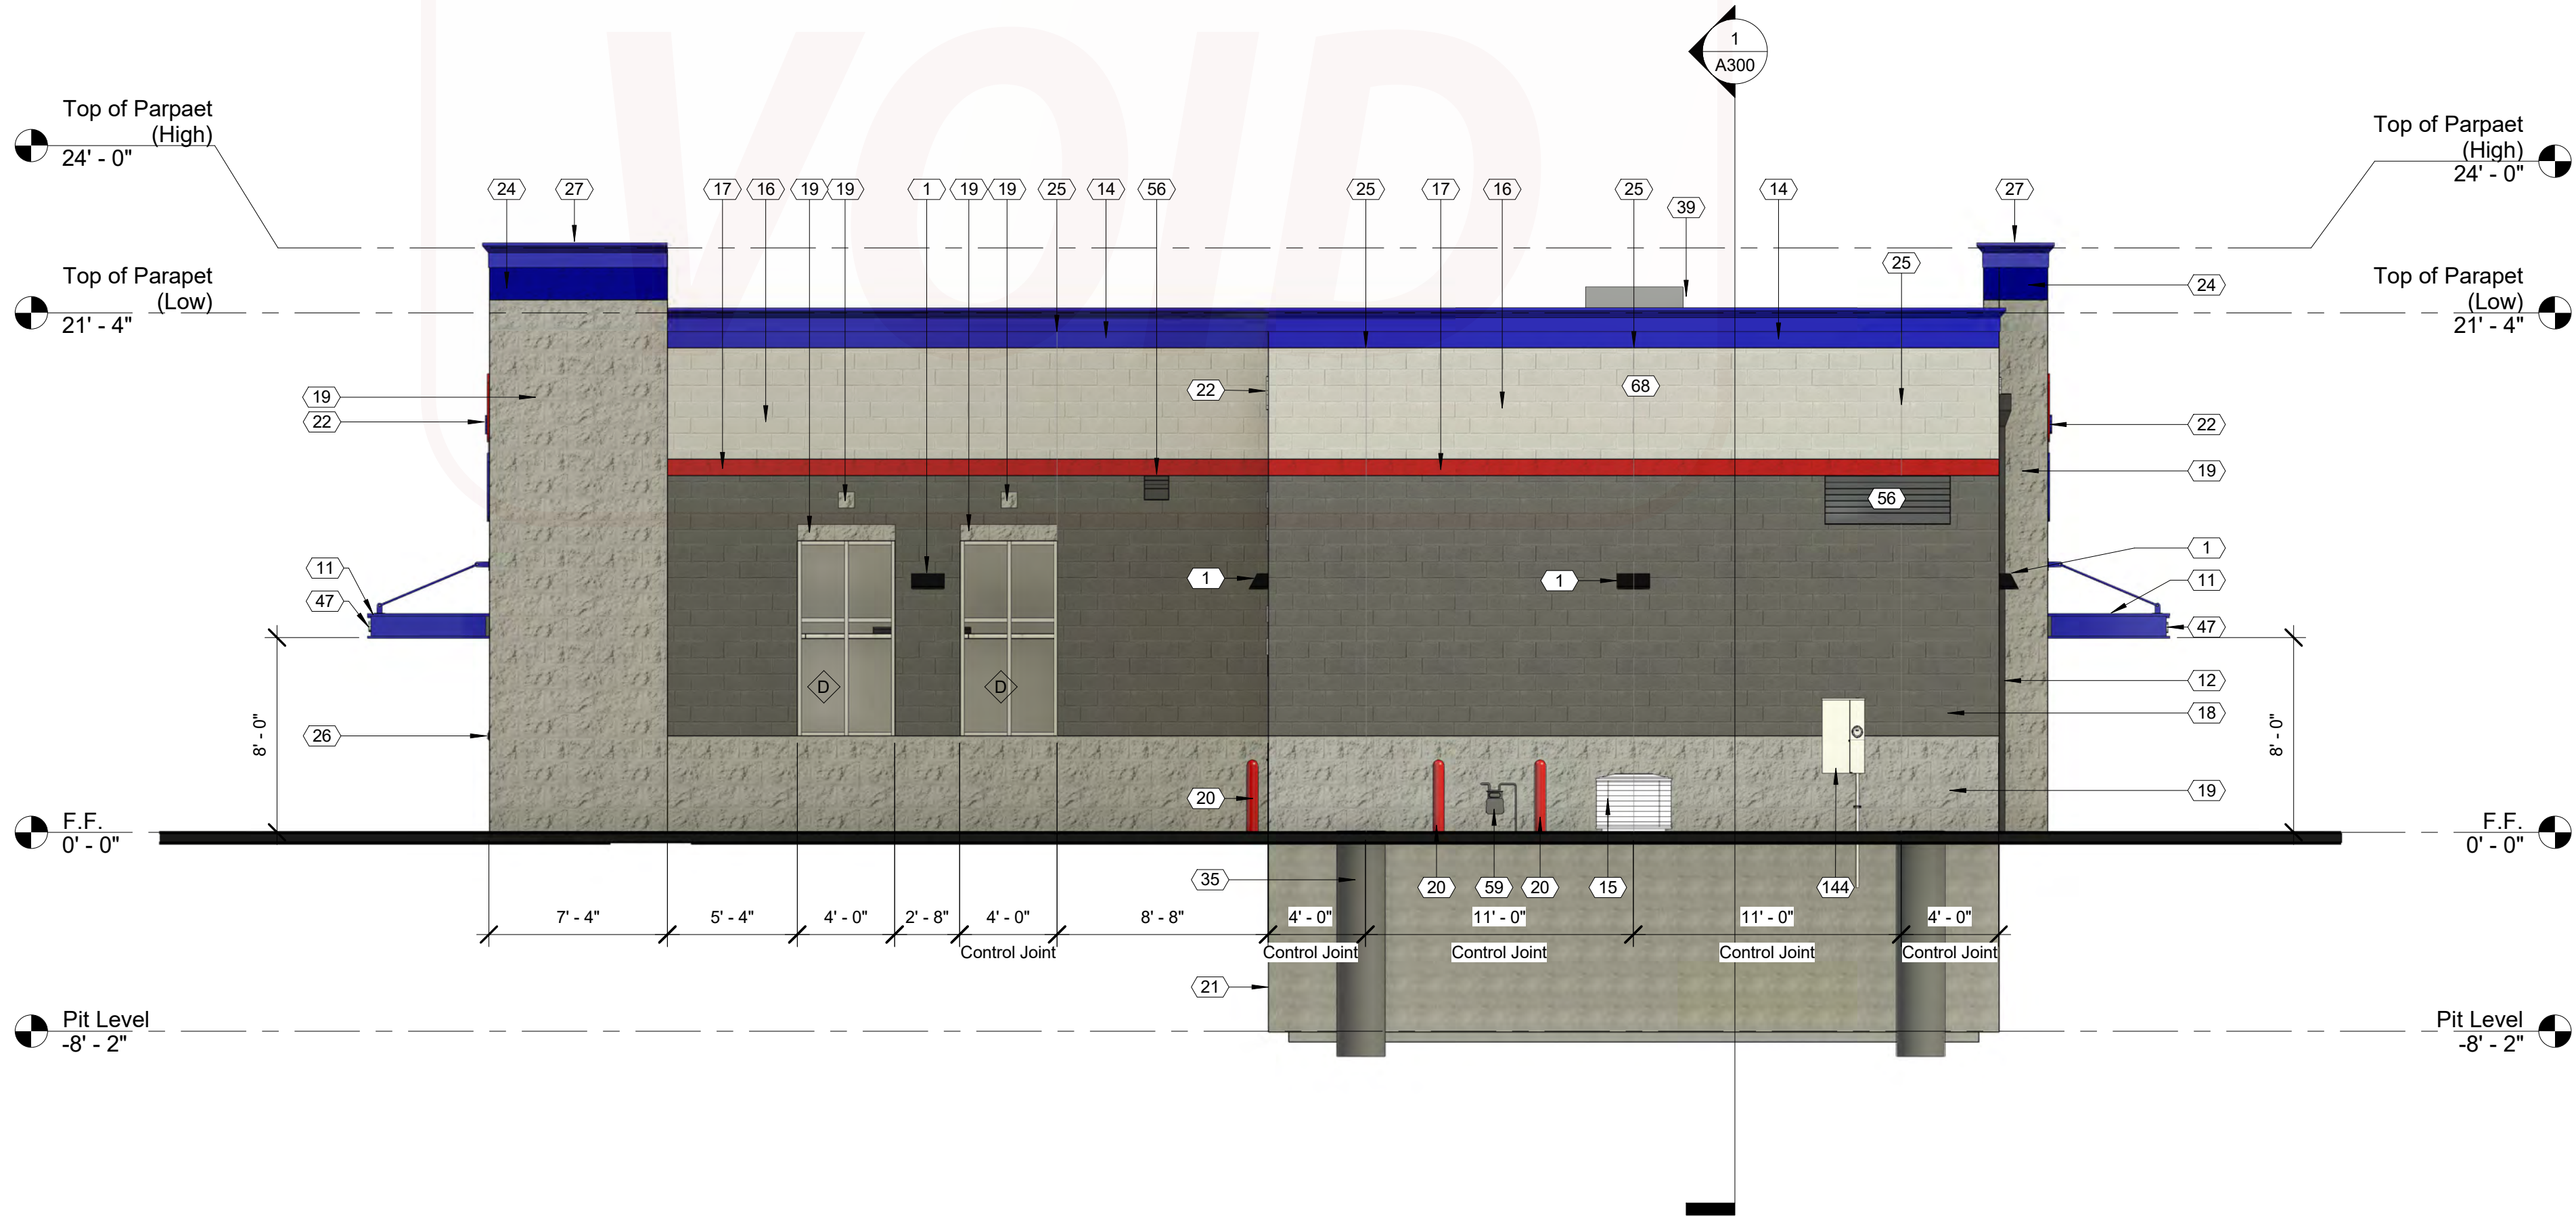 VOID
1
A300
Top of Parpaet
(High)
24' - 0"
Top of Parpaet
(High)
24' - 0"
24
27
17
16
19
19
1
19
19
25
14
56
25
17
16
25
39
14
27
25
Top of Parapet
(Low)
21' - 4"
24
Top of Parapet
(Low)
21' - 4"
19
22
22
68
22
19
56
11
47
1
1
1
11
47
D
D
12
18
8' - 0"
26
8' - 0"
20
19
F.F.
0' - 0"
F.F.
0' - 0"
35
20
59
20
15
144
7' - 4"
5' - 4"
4' - 0"
2' - 8"
4' - 0"
8' - 8"
4' - 0"
11' - 0"
11' - 0"
4' - 0"
Control Joint
Control Joint
Control Joint
Control Joint
Control Joint
21
Pit Level
-8' - 2"
Pit Level
-8' - 2"